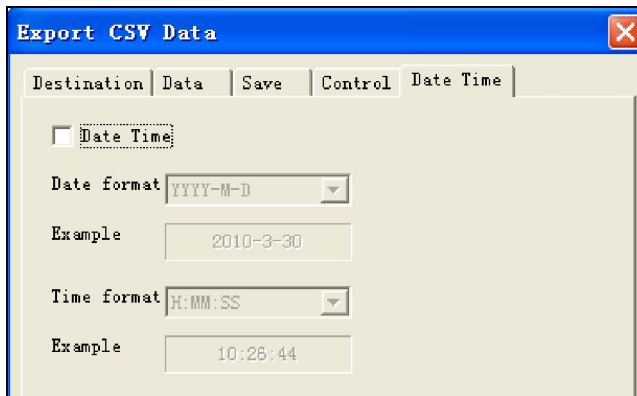 Export CSV Data
Destination Data Save Control Date Time
Date Time
Date format YYYY-M-D
Example 2010-3-30
Time format H:MM:SS
Example 10:26:44